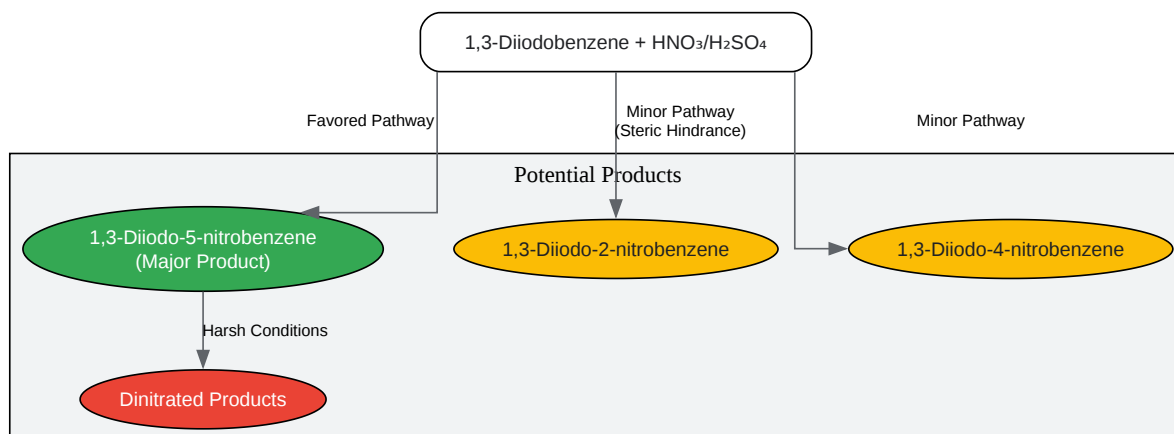 1,3-Diiodobenzene + HNO₃/H₂SO₄
Favored Pathway
Minor Pathway
(Steric Hindrance)
Minor Pathway
Potential Products
1,3-Diiodo-5-nitrobenzene
(Major Product)
1,3-Diiodo-2-nitrobenzene
1,3-Diiodo-4-nitrobenzene
Harsh Conditions
Dinitrated Products